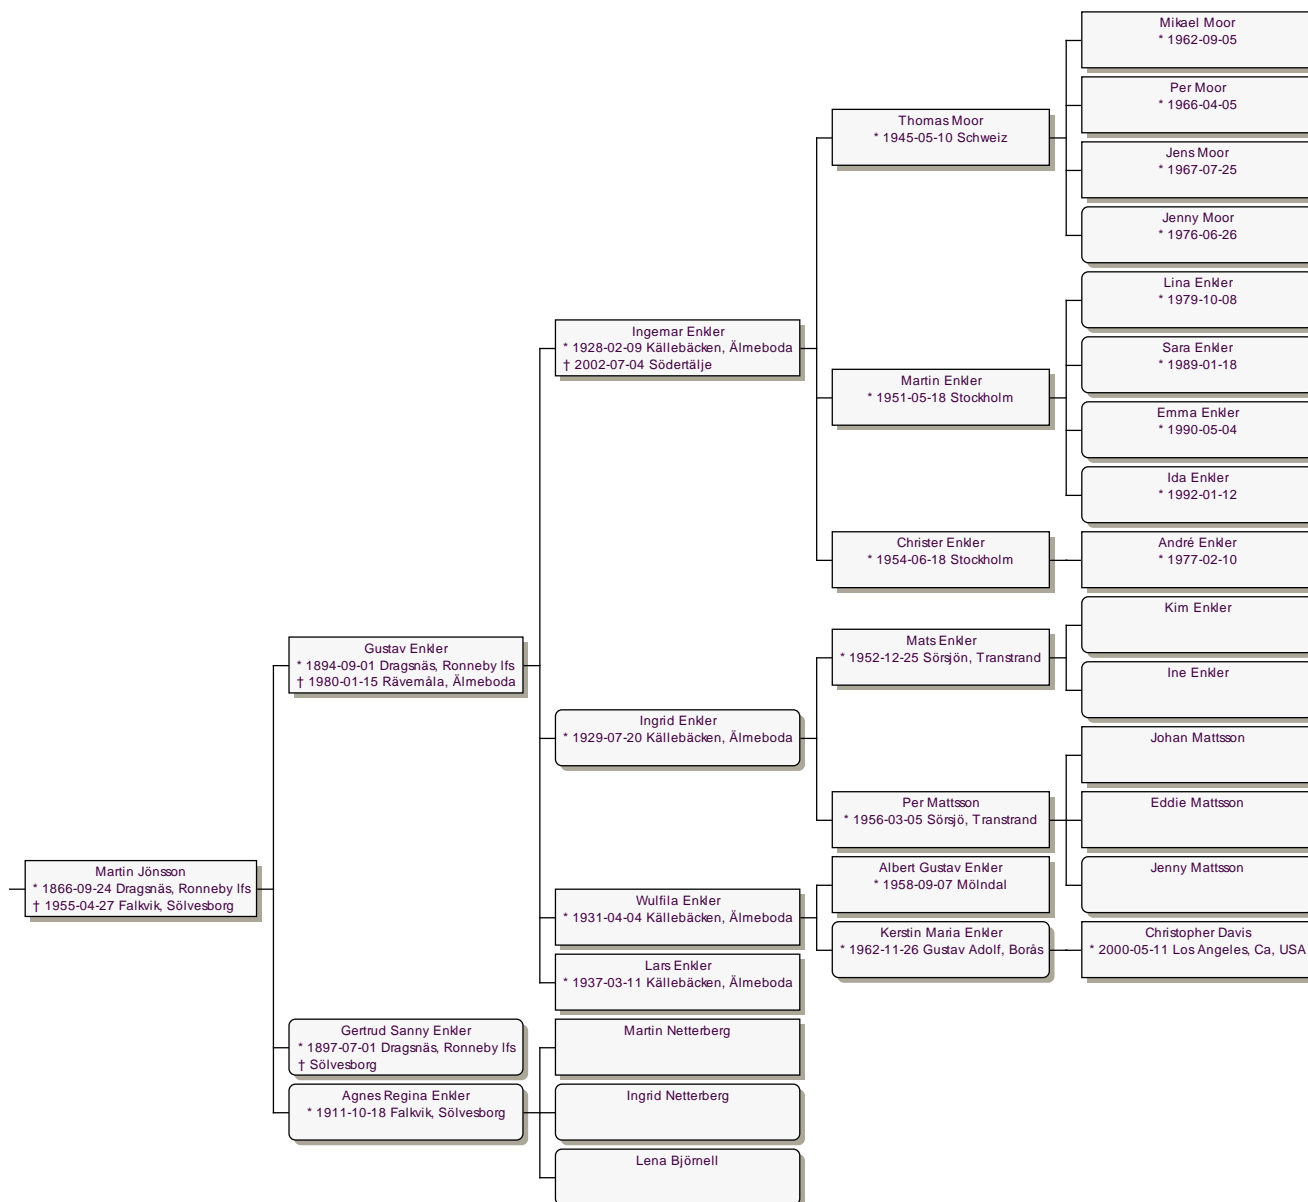 Mikael Moor
* 1962-09-05
Per Moor
* 1966-04-05
Thomas Moor
* 1945-05-10 Schweiz
Jens Moor
* 1967-07-25
Jenny Moor
* 1976-06-26
Lina Enkler
* 1979-10-08
Ingemar Enkler
* 1928-02-09 Källebäcken, Älmeboda
† 2002-07-04 Södertälje
Sara Enkler
* 1989-01-18
Martin Enkler
* 1951-05-18 Stockholm
Emma Enkler
* 1990-05-04
Ida Enkler
* 1992-01-12
Christer Enkler
* 1954-06-18 Stockholm
André Enkler
* 1977-02-10
Kim Enkler
Gustav Enkler
* 1894-09-01 Dragsnäs, Ronneby lfs
† 1980-01-15 Rävemåla, Älmeboda
Mats Enkler
* 1952-12-25 Sörsjön, Transtrand
Ine Enkler
Ingrid Enkler
* 1929-07-20 Källebäcken, Älmeboda
Johan Mattsson
Per Mattsson
* 1956-03-05 Sörsjö, Transtrand
Eddie Mattsson
Martin Jönsson
* 1866-09-24 Dragsnäs, Ronneby lfs
† 1955-04-27 Falkvik, Sölvesborg
Albert Gustav Enkler
* 1958-09-07 Mölndal
Jenny Mattsson
Wulfila Enkler
* 1931-04-04 Källebäcken, Älmeboda
Kerstin Maria Enkler
* 1962-11-26 Gustav Adolf, Borås
Christopher Davis
* 2000-05-11 Los Angeles, Ca, USA
Lars Enkler
* 1937-03-11 Källebäcken, Älmeboda
Gertrud Sanny Enkler
* 1897-07-01 Dragsnäs, Ronneby lfs
† Sölvesborg
Martin Netterberg
Agnes Regina Enkler
* 1911-10-18 Falkvik, Sölvesborg
Ingrid Netterberg
Lena Björnell